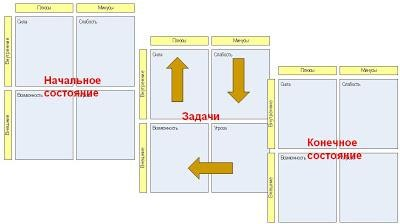 Плюсы Минусы
Внутренние
Сила Слабость
Начальное
состояние
Внешние
Возможность
Плюсы Минусы
Внутренние
Сила Слабость
Задачи
Внешние
Возможность Угроза
Плюсы Минусы
Внутренние
Сила Слабость
Конечное
состояние
Внешние
Возможность